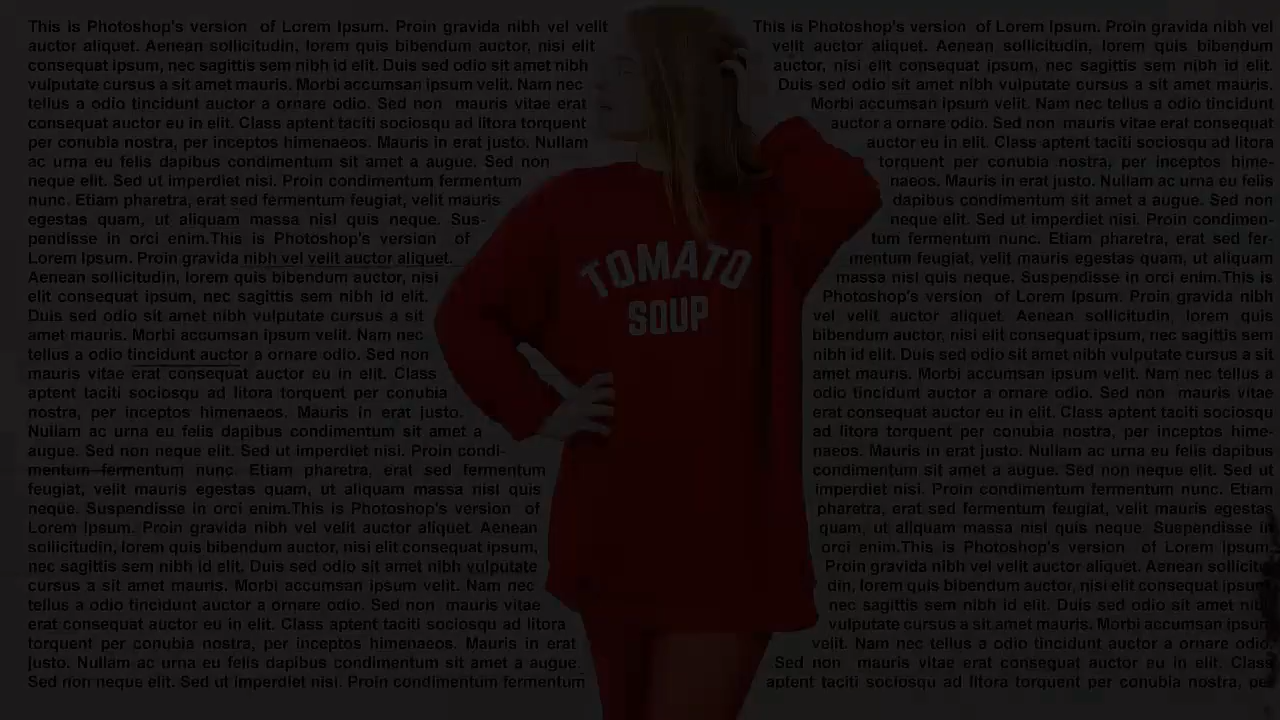 This is Photoshop's version  of Lorem Ipsum. Proin gravida nibh vel velit
auctor aliquet. Aenean sollicitudin, lorem quis bibendum auctor, nisi elit
consequat ipsum, nec sagittis sem nibh id elit. Duis sed odio sit amet nibh
vulputate cursus a sit amet mauris. Morbi accumsan ipsum velit. Nam nec
tellus a odio tincidunt auctor a ornare odio. Sed non  mauris vitae erat
consequat auctor eu in elit. Class aptent taciti sociosqu ad litora torquent
per conubia nostra, per inceptos himenaeos. Mauris in erat justo. Nullam
ac urna eu felis dapibus condimentum sit amet a augue. Sed non
neque elit. Sed ut imperdiet nisi. Proin condimentum fermentum
nunc. Etiam pharetra, erat sed fermentum feugiat, velit mauris
egestas quam, ut aliquam massa nisl quis neque. Sus-
pendisse in orci enim.This is Photoshop's version  of
Lorem Ipsum. Proin gravida nibh vel velit auctor aliquet.
Aenean sollicitudin, lorem quis bibendum auctor, nisi
elit consequat ipsum, nec sagittis sem nibh id elit.
Duis sed odio sit amet nibh vulputate cursus a sit
amet mauris. Morbi accumsan ipsum velit. Nam nec
tellus a odio tincidunt auctor a ornare odio. Sed non
mauris vitae erat consequat auctor eu in elit. Class
aptent taciti sociosqu ad litora torquent per conubia
nostra, per inceptos himenaeos. Mauris in erat justo.
Nullam ac urna eu felis dapibus condimentum sit amet a
augue. Sed non neque elit. Sed ut imperdiet nisi. Proin condi-
mentum fermentum nunc. Etiam pharetra, erat sed fermentum
feugiat, velit mauris egestas quam, ut aliquam massa nisl quis
neque. Suspendisse in orci enim.This is Photoshop's version  of
Lorem Ipsum. Proin gravida nibh vel velit auctor aliquet. Aenean
sollicitudin, lorem quis bibendum auctor, nisi elit consequat ipsum,
nec sagittis sem nibh id elit. Duis sed odio sit amet nibh vulputate
cursus a sit amet mauris. Morbi accumsan ipsum velit. Nam nec
tellus a odio tincidunt auctor a ornare odio. Sed non  mauris vitae
erat consequat auctor eu in elit. Class aptent taciti sociosqu ad litora
torquent per conubia nostra, per inceptos himenaeos. Mauris in erat
justo. Nullam ac urna eu felis dapibus condimentum sit amet a augue.
Sed non neque elit. Sed ut imperdiet nisi. Proin condimentum fermentum
TOMATO
SOUP
This is Photoshop's version  of Lorem Ipsum. Proin gravida nibh vel
velit auctor aliquet. Aenean sollicitudin, lorem quis bibendum
auctor, nisi elit consequat ipsum, nec sagittis sem nibh id elit.
Duis sed odio sit amet nibh vulputate cursus a sit amet mauris.
Morbi accumsan ipsum velit. Nam nec tellus a odio tincidunt
auctor a ornare odio. Sed non  mauris vitae erat consequat
auctor eu in elit. Class aptent taciti sociosqu ad litora
torquent per conubia nostra, per inceptos hime-
naeos. Mauris in erat justo. Nullam ac urna eu felis
dapibus condimentum sit amet a augue. Sed non
neque elit. Sed ut imperdiet nisi. Proin condimen-
tum fermentum nunc. Etiam pharetra, erat sed fer-
mentum feugiat, velit mauris egestas quam, ut aliquam
massa nisl quis neque. Suspendisse in orci enim.This is
Photoshop's version  of Lorem Ipsum. Proin gravida nibh
vel velit auctor aliquet. Aenean sollicitudin, lorem quis
bibendum auctor, nisi elit consequat ipsum, nec sagittis sem
nibh id elit. Duis sed odio sit amet nibh vulputate cursus a sit
amet mauris. Morbi accumsan ipsum velit. Nam nec tellus a
odio tincidunt auctor a ornare odio. Sed non  mauris vitae
erat consequat auctor eu in elit. Class aptent taciti sociosqu
ad litora torquent per conubia nostra, per inceptos hime-
naeos. Mauris in erat justo. Nullam ac urna eu felis dapibus
condimentum sit amet a augue. Sed non neque elit. Sed ut
imperdiet nisi. Proin condimentum fermentum nunc. Etiam
pharetra, erat sed fermentum feugiat, velit mauris egestas
quam, ut aliquam massa nisl quis neque. Suspendisse in
orci enim.This is Photoshop's version  of Lorem Ipsum.
Proin gravida nibh vel velit auctor aliquet. Aenean sollicitu-
din, lorem quis bibendum auctor, nisi elit consequat ipsum,
nec sagittis sem nibh id elit. Duis sed odio sit amet nibh
vulputate cursus a sit amet mauris. Morbi accumsan ipsum
velit. Nam nec tellus a odio tincidunt auctor a ornare odio.
Sed non  mauris vitae erat consequat auctor eu in elit. Class
aptent taciti sociosqu ad litora torquent per conubia nostra, per